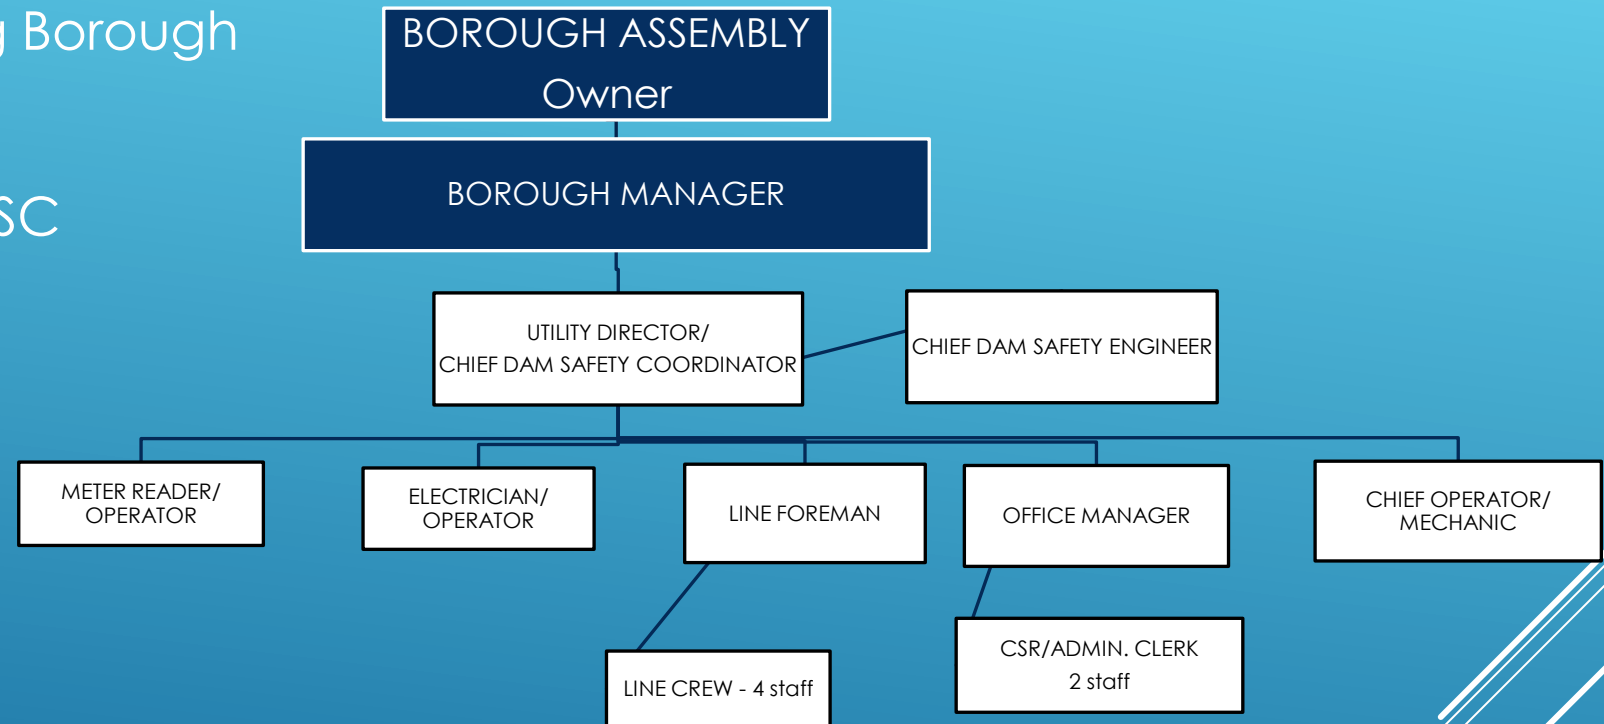 g Borough
SC
BOROUGH ASSEMBLY
Owner
BOROUGH MANAGER
UTILITY DIRECTOR/
CHIEF DAM SAFETY COORDINATOR
CHIEF DAM SAFETY ENGINEER
METER READER/
OPERATOR
ELECTRICIAN/
OPERATOR
LINE FOREMAN
OFFICE MANAGER
CHIEF OPERATOR/
MECHANIC
LINE CREW - 4 staff
CSR/ADMIN. CLERK
2 staff